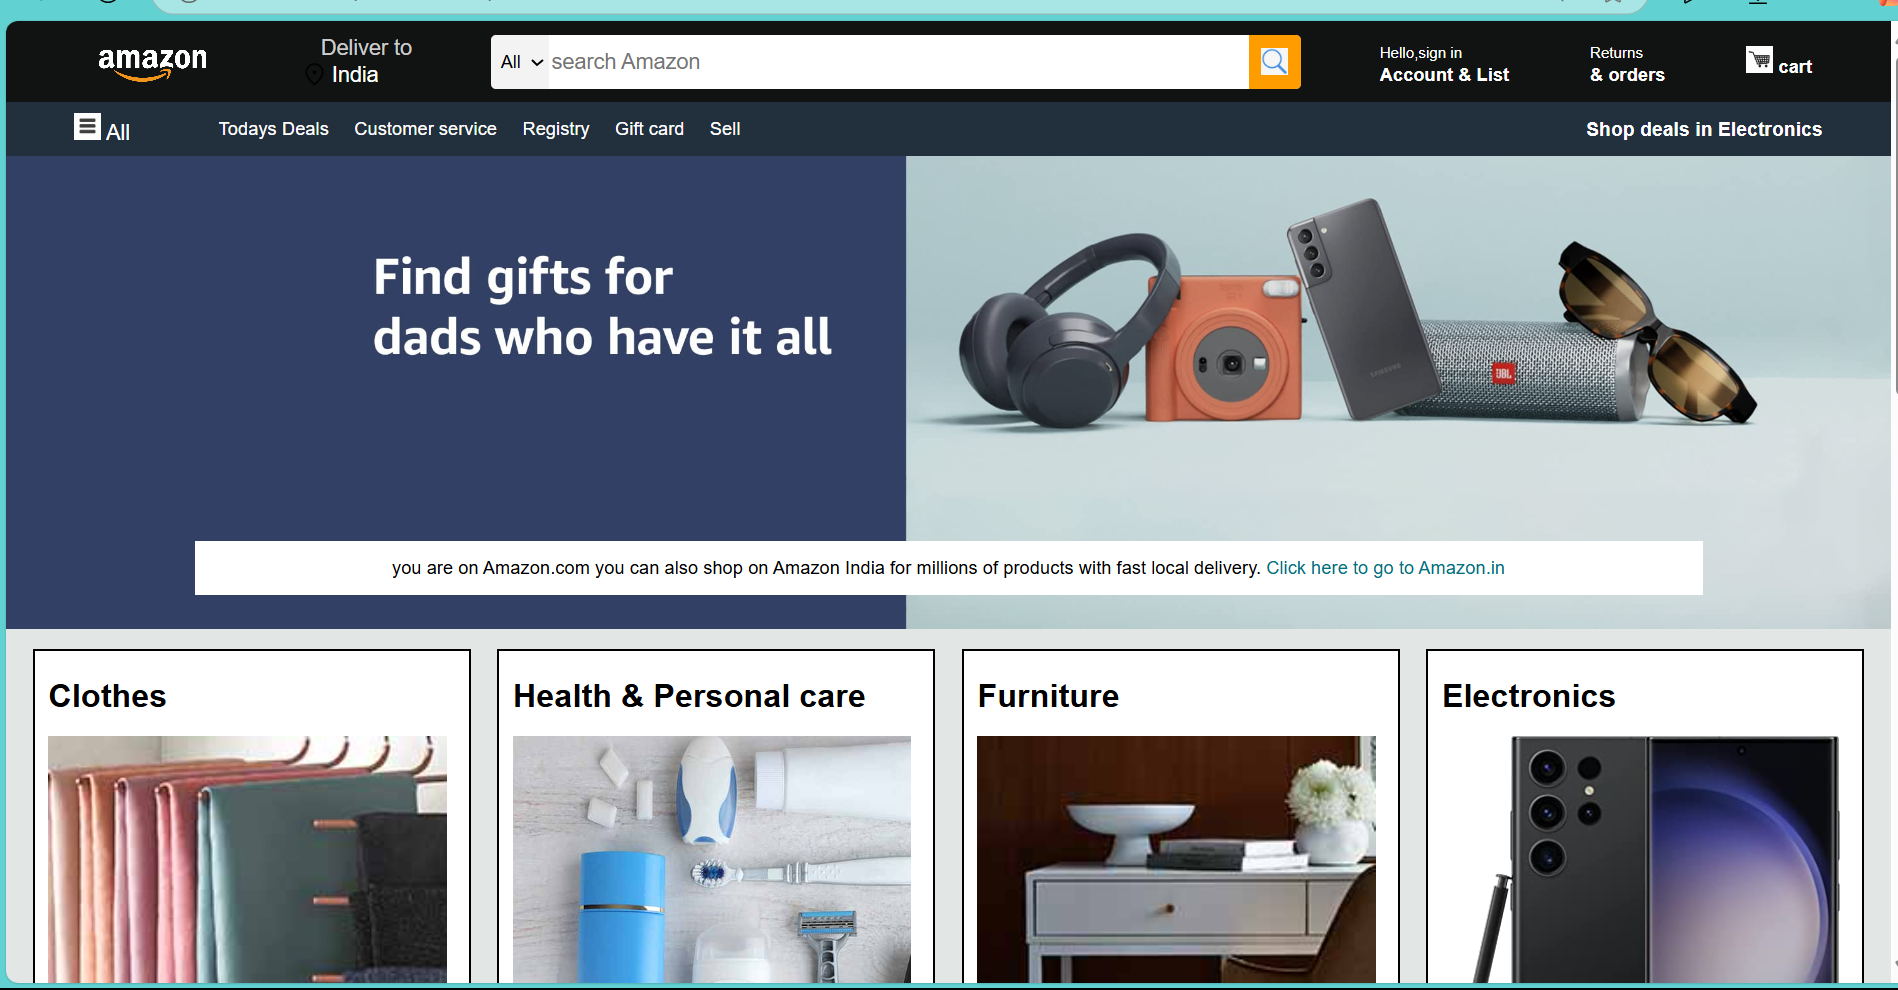 amazon
Deliver to
India
All
search Amazon
Hello,sign in
Account & List
Returns
& orders
cart
All
Todays Deals
Customer service
Registry
Gift card
Sell
Shop deals in Electronics
Find gifts for
dads who have it all
SAMSUNG
JBL
you are on Amazon.com you can also shop on Amazon India for millions of products with fast local delivery. Click here to go to Amazon.in
Clothes
Health & Personal care
Furniture
Electronics